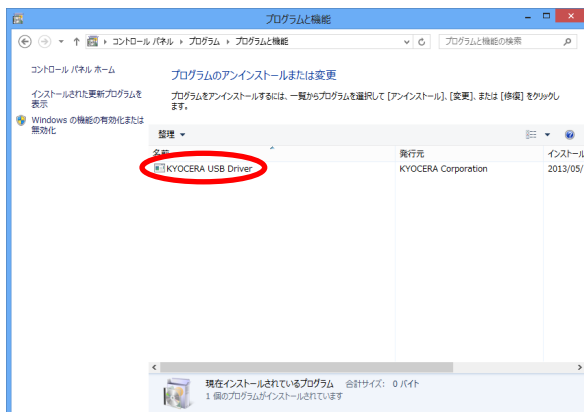 プログラムと機能
コントロール パネル ▸ プログラム ▸ プログラムと機能
プログラムと機能の検索
コントロール パネル ホーム
インストールされた更新プログラムを
表示
Windows の機能の有効化または
無効化
プログラムのアンインストールまたは変更
プログラムをアンインストールするには、一覧からプログラムを選択して [アンインストール]、[変更]、または [修復] をクリックし
ます。
整理
名前 発行元 インストール
KYOCERA USB Driver KYOCERA Corporation 2013/05/
現在インストールされているプログラム 合計サイズ: 0 バイト
1 個のプログラムがインストールされています